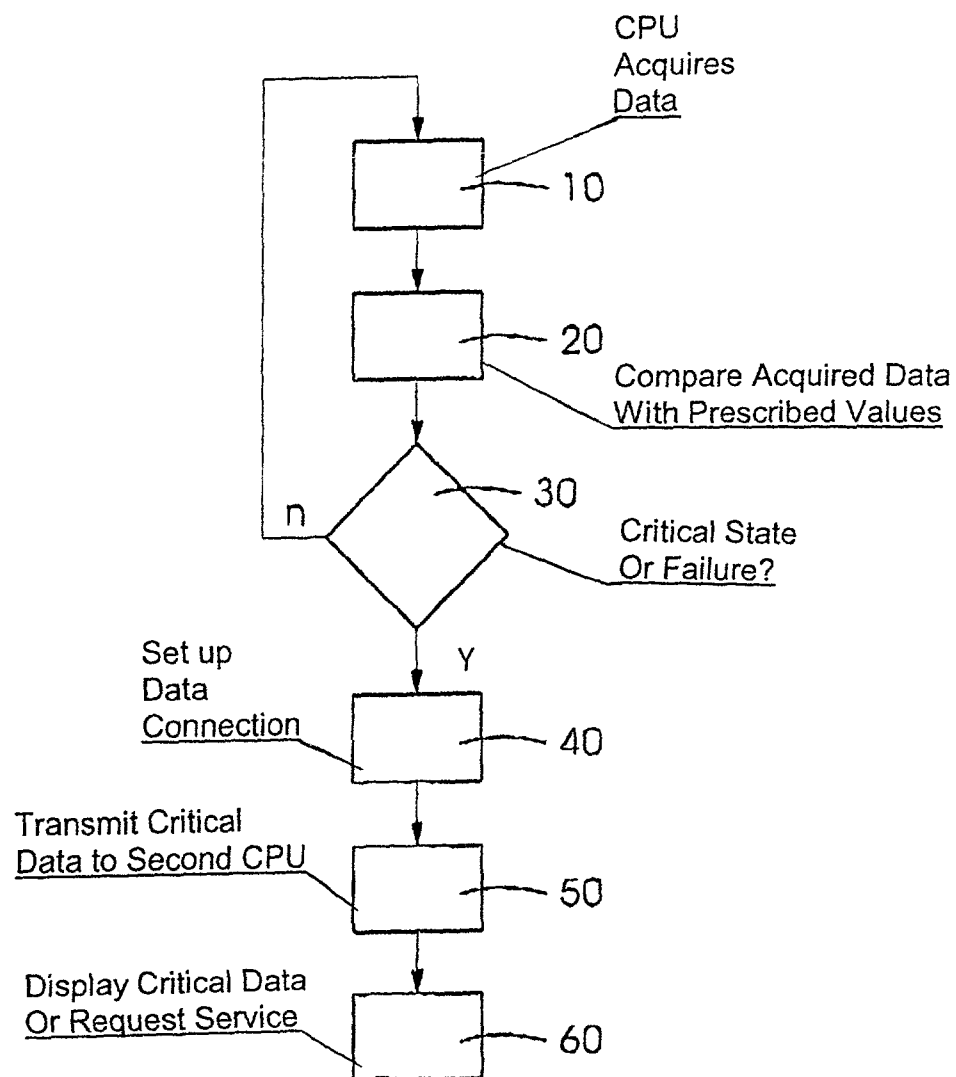 CPU
Acquires
Data
10
20
Compare Acquired Data
With Prescribed Values
30
n
Critical State
Or Failure?
Y
Set up
Data
Connection
40
Transmit Critical
Data to Second CPU
50
Display Critical Data
Or Request Service
60